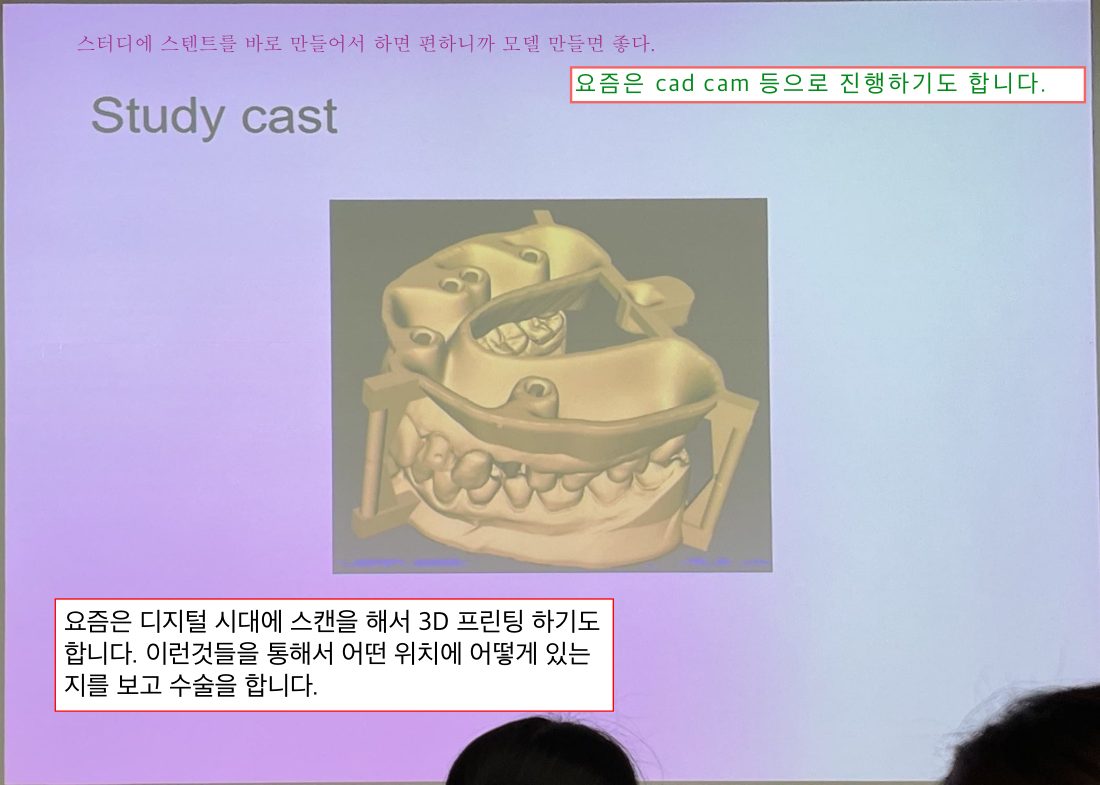 스터디에 스텐트를 바로 만들어서 하면 편하니까 모델 만들면 좋다.
요즘은 cad cam 등으로 진행하기도 합니다.
Study cast
요즘은 디지털 시대에 스캔을 해서 3D 프린팅 하기도
합니다. 이런것들을 통해서 어떤 위치에 어떻게 있는
지를 보고 수술을 합니다.